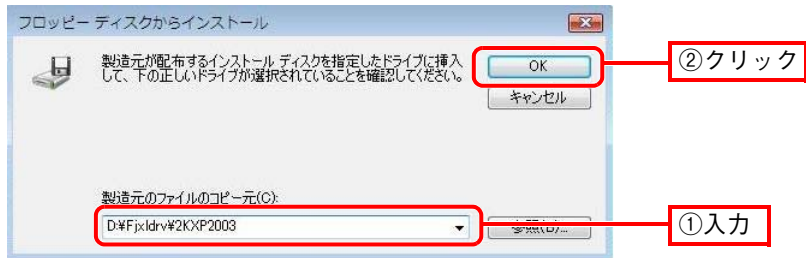 フロッピー ディスクからインストール
製造元が配布するインストール ディスクを指定したドライブに挿入
して、下の正しいドライブが選択されていることを確認してください。
OK
②クリック
キャンセル
製造元のファイルのコピー元(C):
D:¥Fjxldrv¥2KXP2003
参照(B)...
①入力